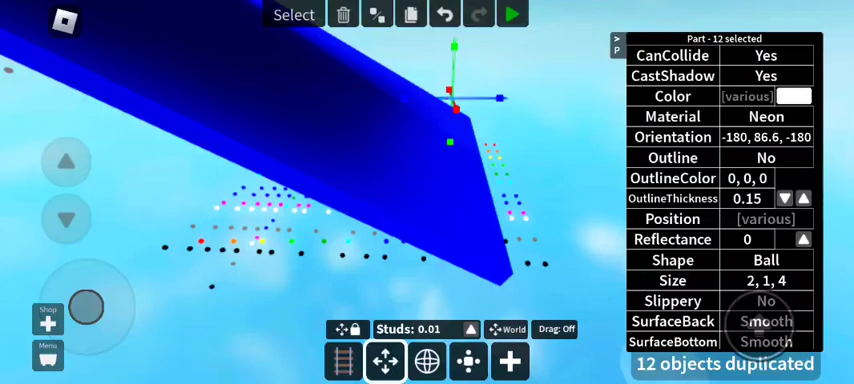 Select
Part - 12 selected
>
P
CanCollide Yes
CastShadow Yes
Color [various]
Material Neon
Orientation -180, 86.6, -180
Outline No
OutlineColor 0, 0, 0
OutlineThickness 0.15
Position [various]
Reflectance 0
Shape Ball
Size 2, 1, 4
Slippery No
SurfaceBack Smooth
SurfaceBottom Smooth
12 objects duplicated
Shop
Menu
Studs: 0.01
World
Drag: Off